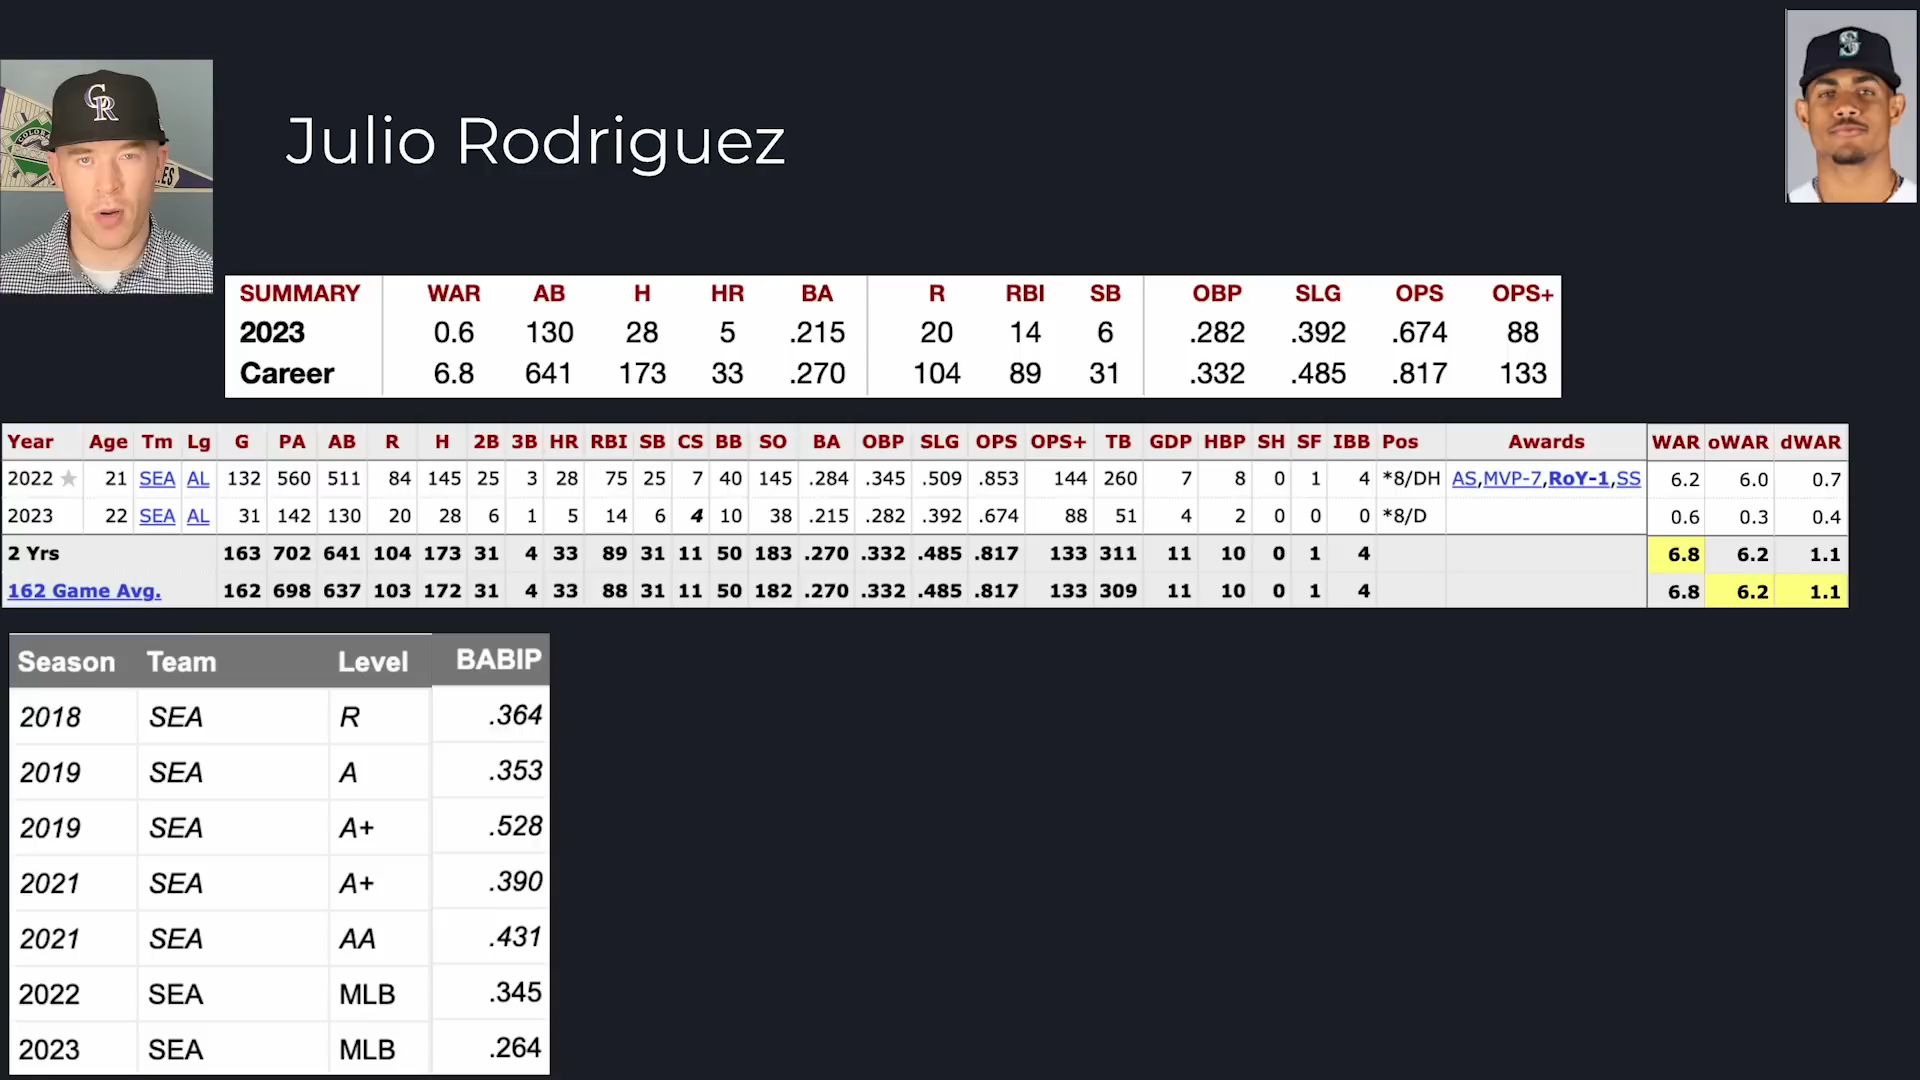 Julio Rodriguez
SUMMARY WAR AB H HR BA R RBI SB OBP SLG OPS OPS+
2023 0.6 130 28 5 .215 20 14 6 .282 .392 .674 88
Career 6.8 641 173 33 .270 104 89 31 .332 .485 .817 133
Year Age Tm Lg G PA AB R H 2B 3B HR RBI SB CS BB SO BA OBP SLG OPS OPS+ TB GDP HBP SH SF IBB Pos Awards WAR oWAR dWAR
2022 ★ 21 SEA AL 132 560 511 84 145 25 3 28 75 25 7 40 145 .284 .345 .509 .853 144 260 7 8 0 1 4 *8/DH AS,MVP-7,RoY-1,SS 6.2 6.0 0.7
2023 22 SEA AL 31 142 130 20 28 6 1 5 14 6 4 10 38 .215 .282 .392 .674 88 51 4 2 0 0 0 *8/D 0.6 0.3 0.4
2 Yrs 163 702 641 104 173 31 4 33 89 31 11 50 183 .270 .332 .485 .817 133 311 11 10 0 1 4 6.8 6.2 1.1
162 Game Avg. 162 698 637 103 172 31 4 33 88 31 11 50 182 .270 .332 .485 .817 133 309 11 10 0 1 4 6.8 6.2 1.1
Season Team Level BABIP
2018 SEA R .364
2019 SEA A .353
2019 SEA A+ .528
2021 SEA A+ .390
2021 SEA AA .431
2022 SEA MLB .345
2023 SEA MLB .264
CR
S